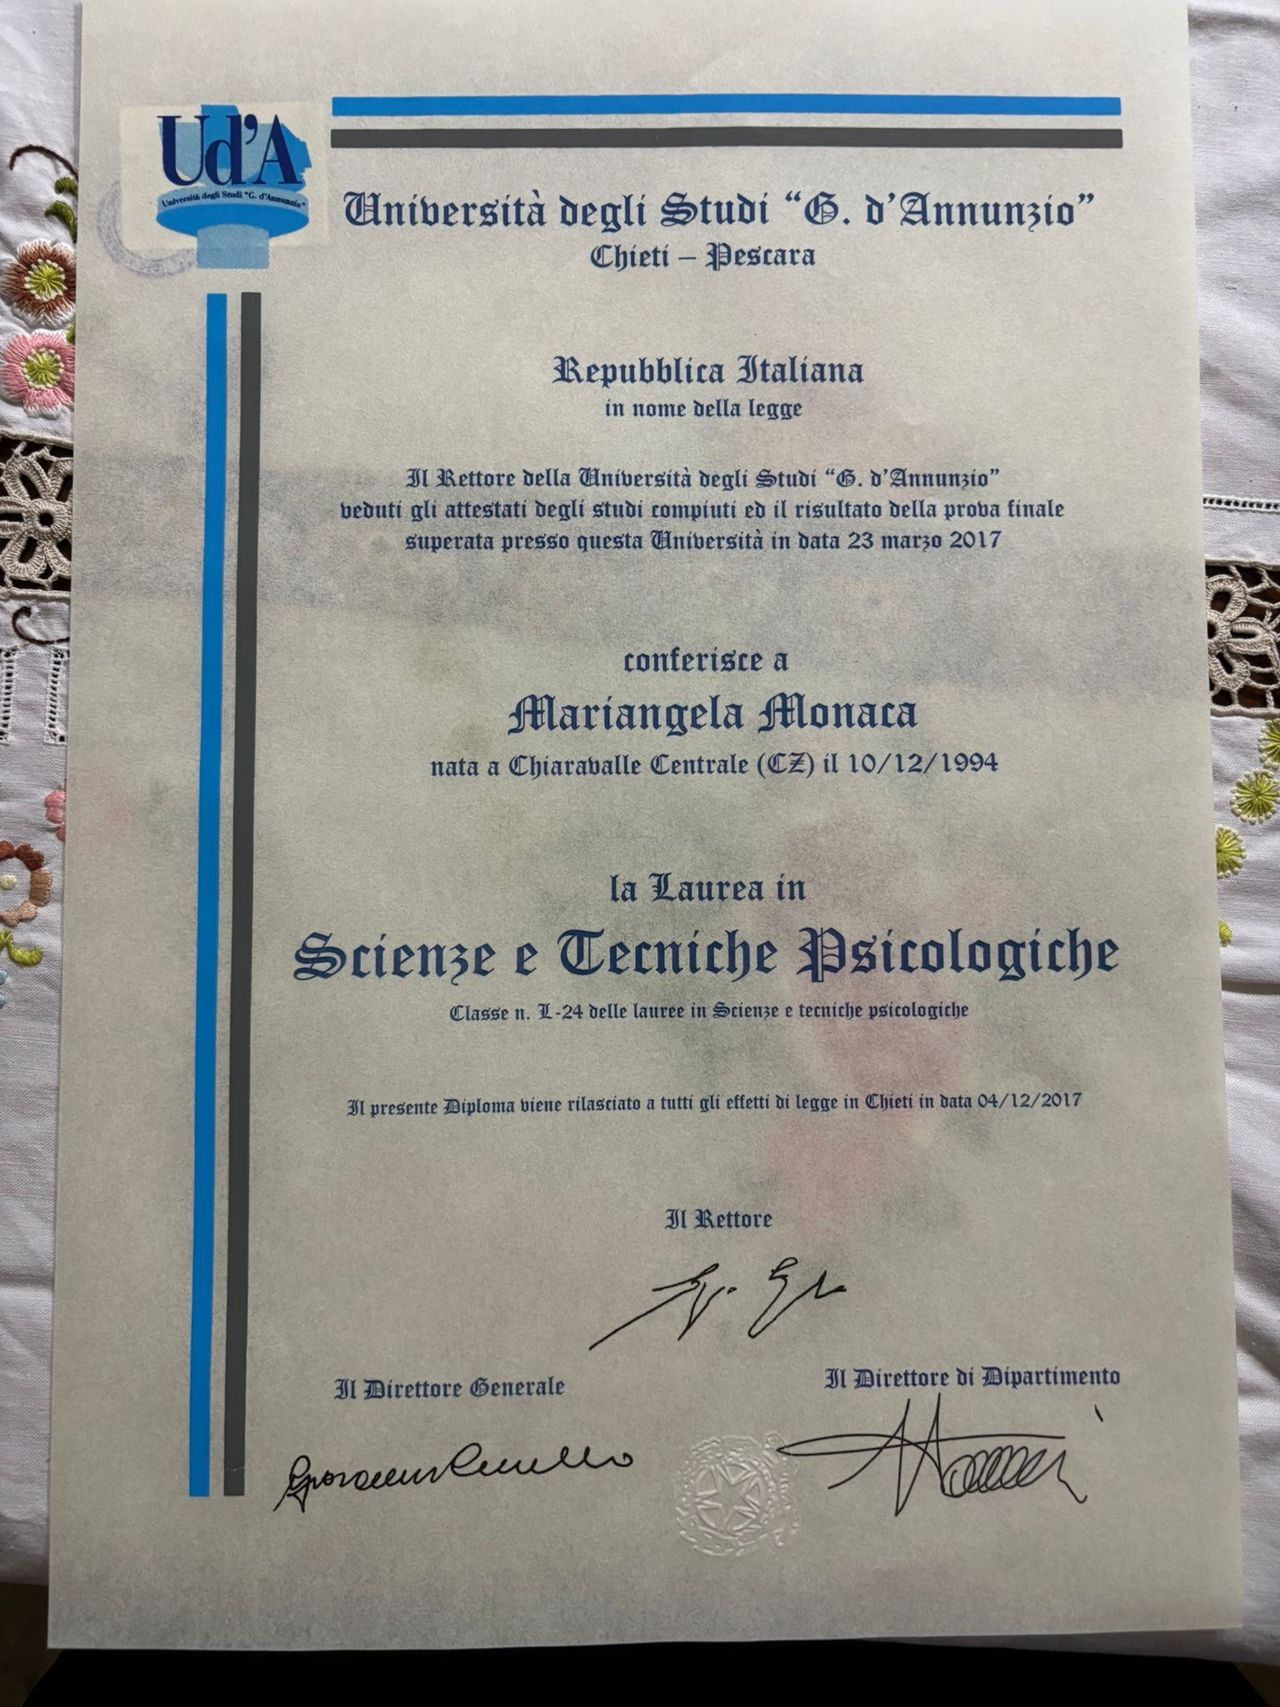 Ud'A
Università degli Studi "G. d'Annunzio"
Università degli Studi “G. d’Annunzio”
Chieti – Pescara
Repubblica Italiana
in nome della legge
Il Rettore della Università degli Studi “G. d’Annunzio”
veduti gli attestati degli studi compiuti ed il risultato della prova finale
superata presso questa Università in data 23 marzo 2017
conferisce a
Mariangela Monaca
nata a Chiaravalle Centrale (CZ) il 10/12/1994
la Laurea in
Scienze e Tecniche Psicologiche
Classe n. L-24 delle lauree in Scienze e tecniche psicologiche
Il presente Diploma viene rilasciato a tutti gli effetti di legge in Chieti in data 04/12/2017
Il Rettore
Il Direttore Generale
Il Direttore di Dipartimento